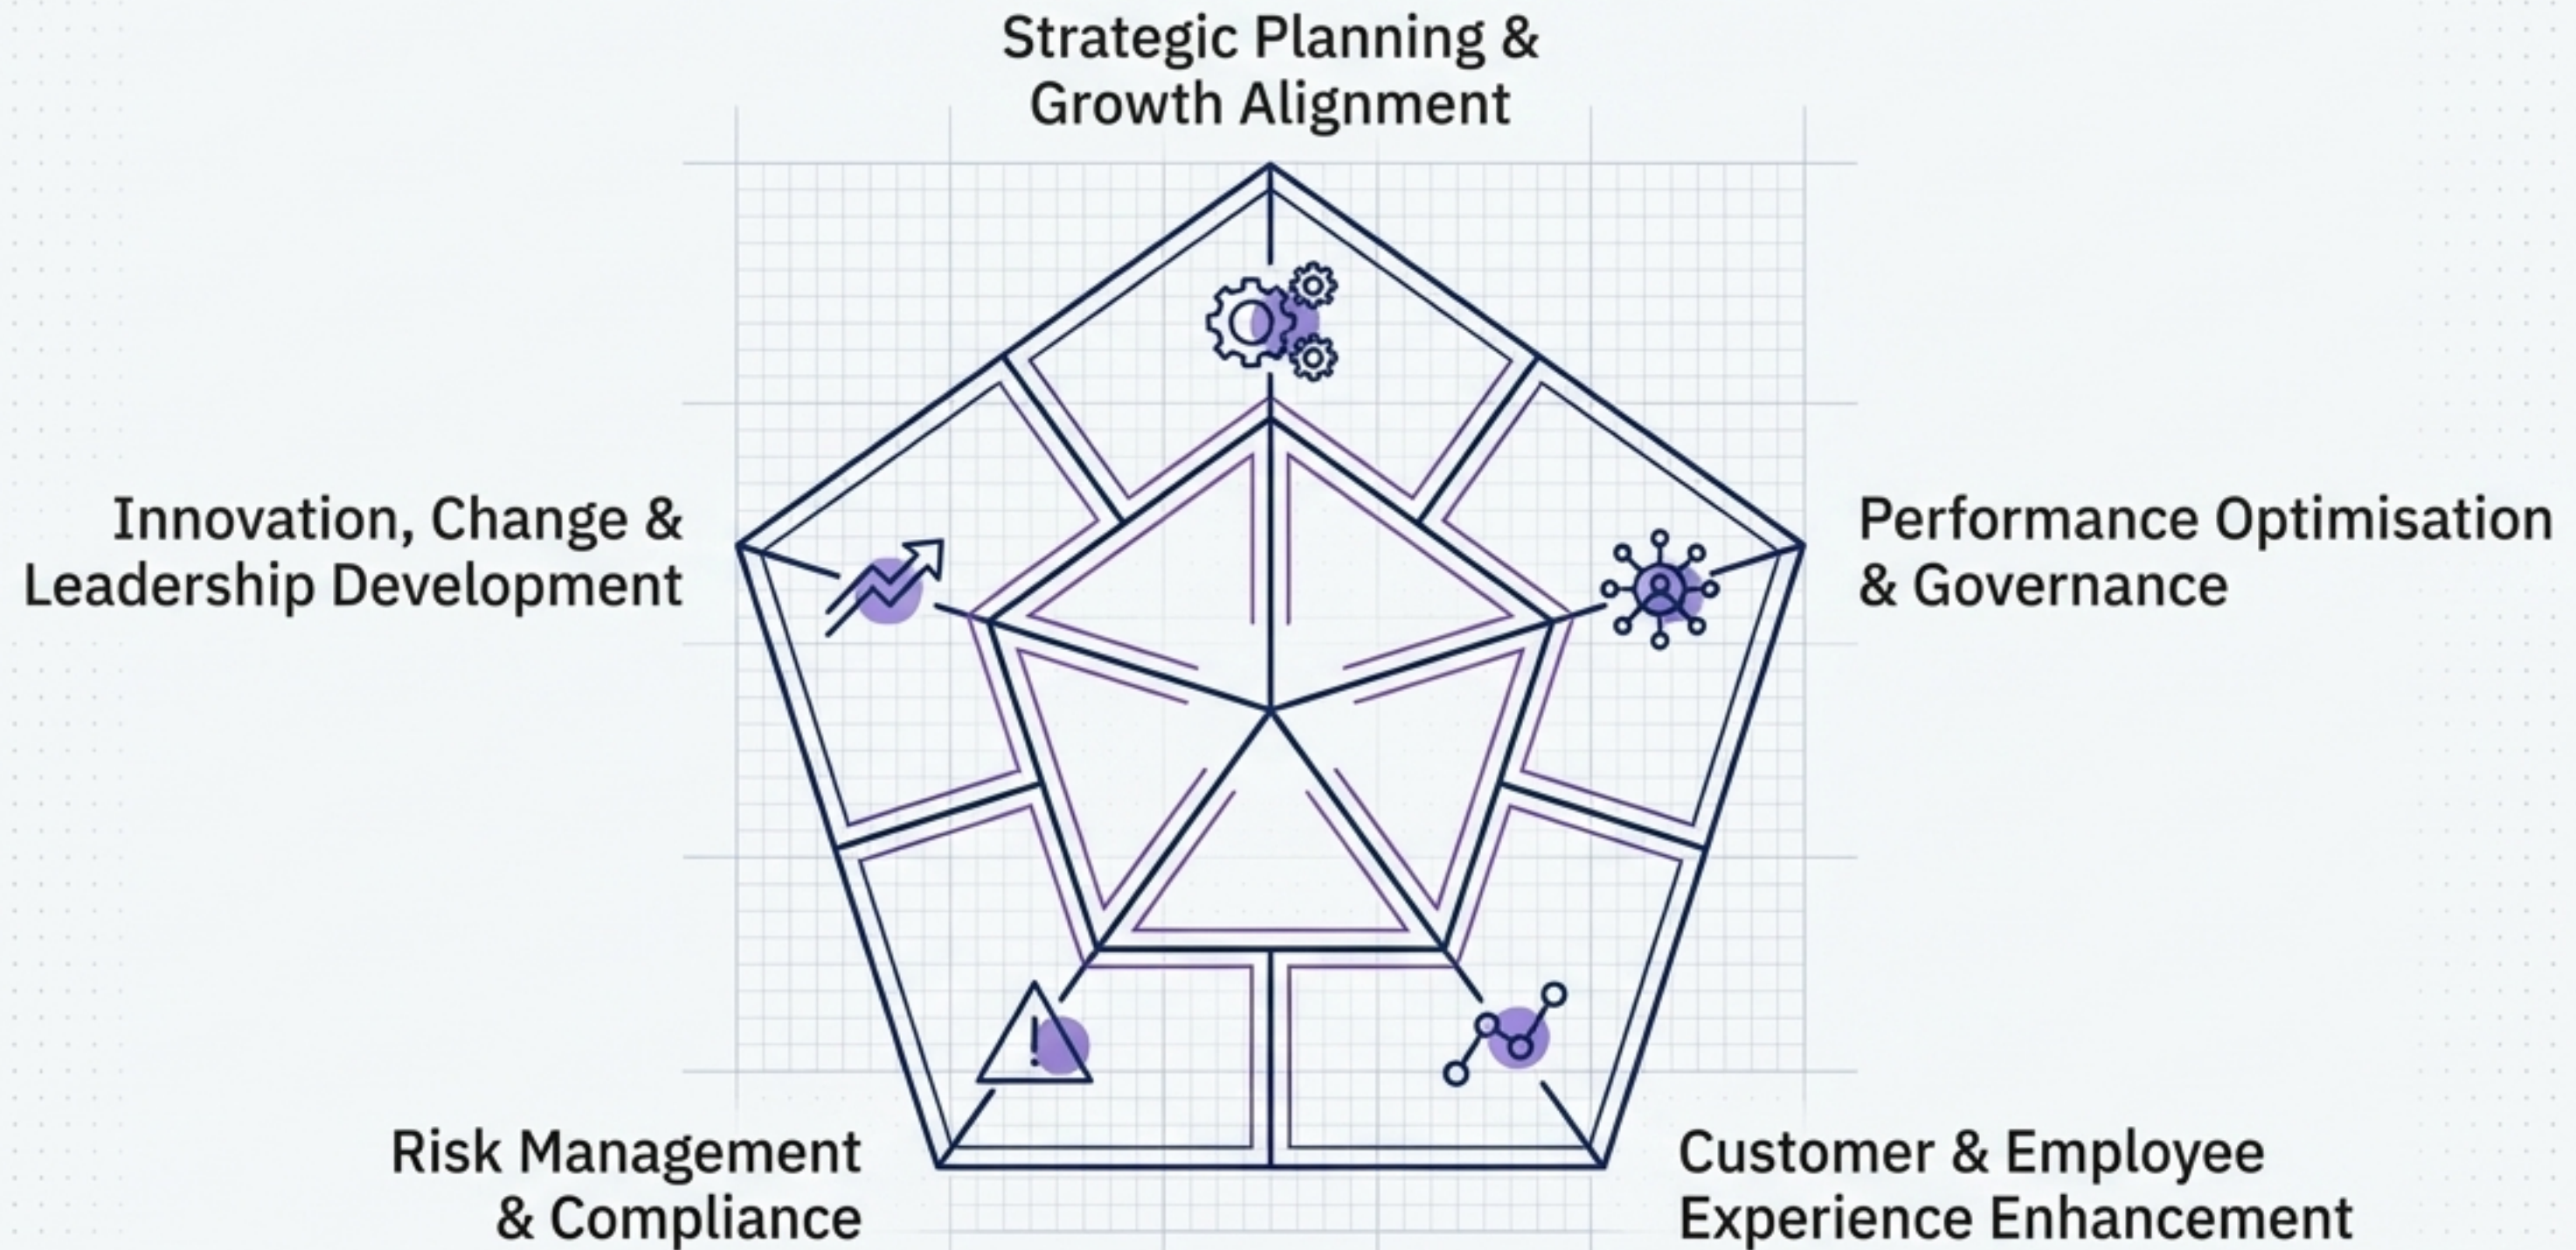 Strategic Planning &
Growth Alignment
Innovation, Change &
Leadership Development
Performance Optimisation
& Governance
Risk Management
& Compliance
Customer & Employee
Experience Enhancement